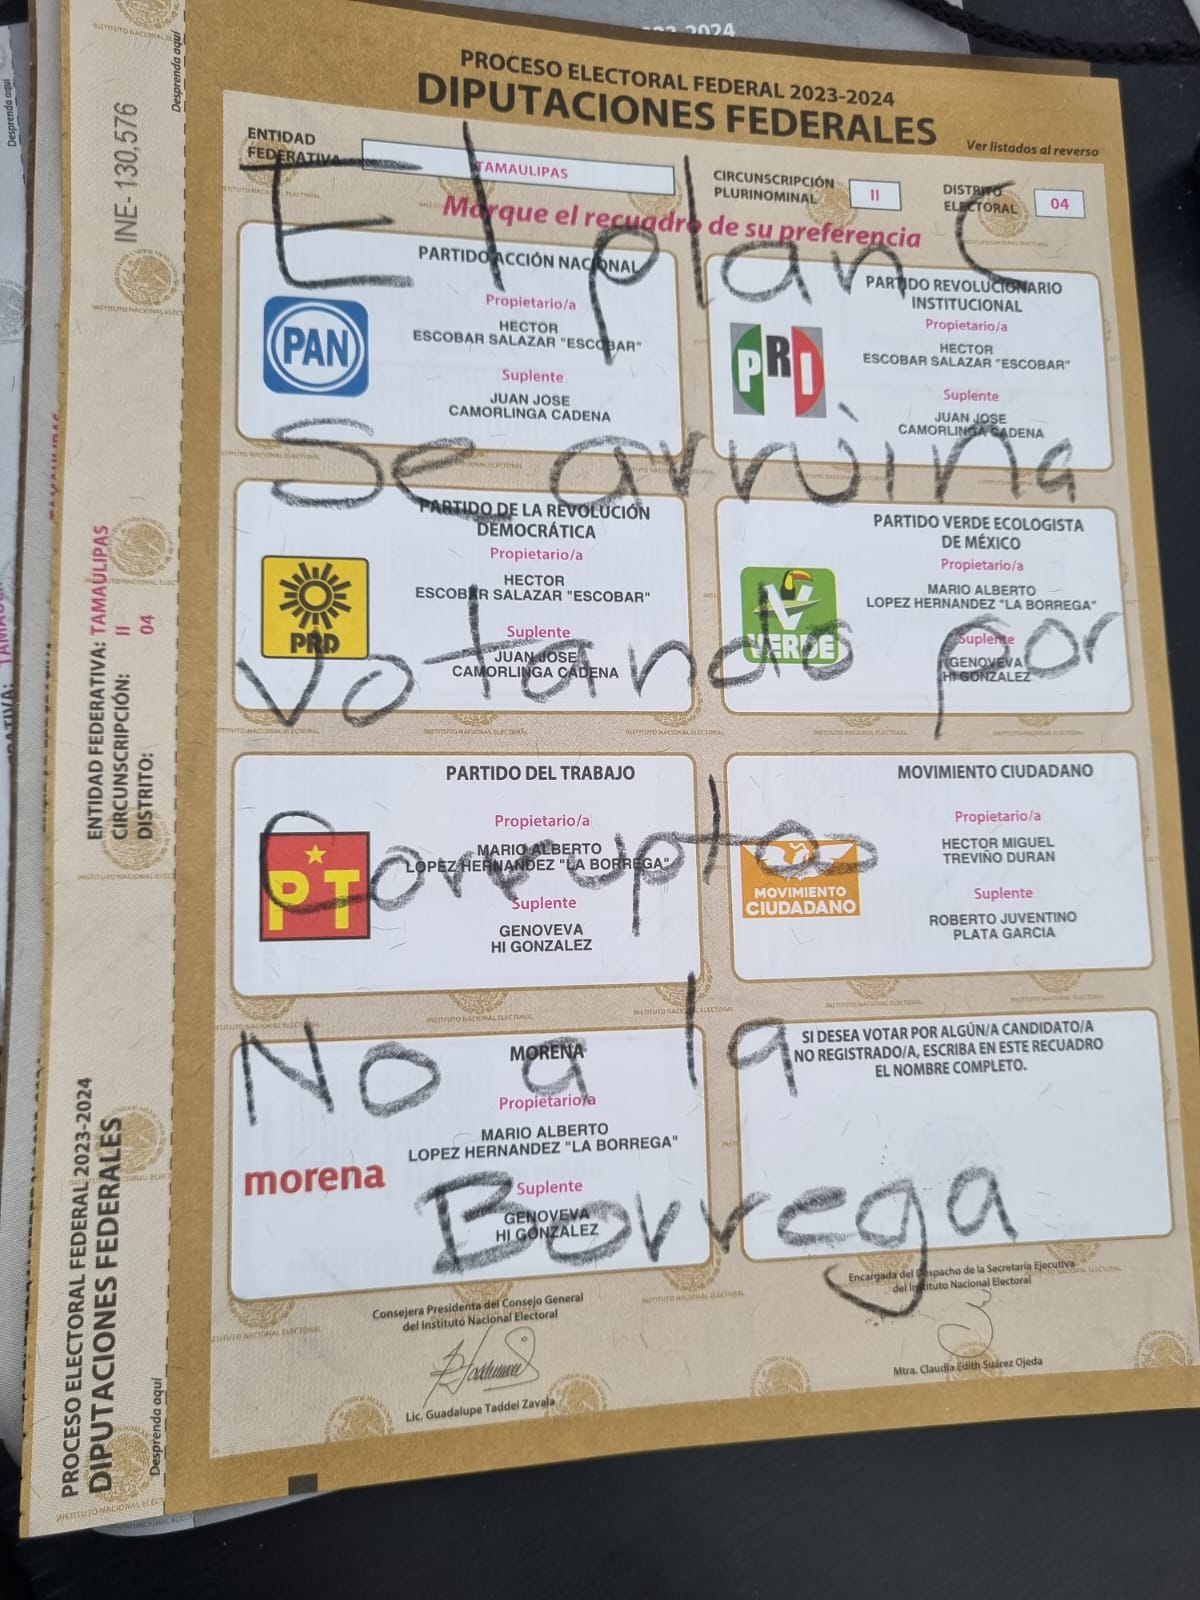 PROCESO ELECTORAL FEDERAL 2023-2024
DIPUTACIONES FEDERALES
Ver listados al reverso
ENTIDAD FEDERATIVA TAMAULIPAS
CIRCUNSCRIPCIÓN PLURINOMINAL II
DISTRITO ELECTORAL 04
Marque el recuadro de su preferencia
El plan C
se arruina
votando por
Corruptos
No a la
Borrega
PARTIDO ACCIÓN NACIONAL
PAN
Propietario/a
HECTOR
ESCOBAR SALAZAR "ESCOBAR"
Suplente
JUAN JOSE
CAMORLINGA CADENA
PARTIDO REVOLUCIONARIO
INSTITUCIONAL
PRI
Propietario/a
HECTOR
ESCOBAR SALAZAR "ESCOBAR"
Suplente
JUAN JOSE
CAMORLINGA CADENA
PARTIDO DE LA REVOLUCIÓN
DEMOCRÁTICA
PRD
Propietario/a
HECTOR
ESCOBAR SALAZAR "ESCOBAR"
Suplente
JUAN JOSE
CAMORLINGA CADENA
PARTIDO VERDE ECOLOGISTA
DE MÉXICO
VERDE
Propietario/a
MARIO ALBERTO
LOPEZ HERNANDEZ "LA BORREGA"
Suplente
GENOVEVA
HI GONZALEZ
PARTIDO DEL TRABAJO
PT
Propietario/a
MARIO ALBERTO
LOPEZ HERNANDEZ "LA BORREGA"
Suplente
GENOVEVA
HI GONZALEZ
MOVIMIENTO CIUDADANO
MOVIMIENTO
CIUDADANO
Propietario/a
HECTOR MIGUEL
TREVIÑO DURAN
Suplente
ROBERTO JUVENTINO
PLATA GARCIA
MORENA
morena
Propietario/a
MARIO ALBERTO
LOPEZ HERNANDEZ "LA BORREGA"
Suplente
GENOVEVA
HI GONZALEZ
SI DESEA VOTAR POR ALGÚN/A CANDIDATO/A
NO REGISTRADO/A, ESCRIBA EN ESTE RECUADRO
EL NOMBRE COMPLETO.
Consejera Presidenta del Consejo General
del Instituto Nacional Electoral
Lic. Guadalupe Taddei Zavala
Encargada del Despacho de la Secretaría Ejecutiva
del Instituto Nacional Electoral
Mtra. Claudia Edith Suárez Ojeda
INE- 130,576
Desprenda aquí
ENTIDAD FEDERATIVA: TAMAULIPAS
CIRCUNSCRIPCIÓN: II
DISTRITO: 04
PROCESO ELECTORAL FEDERAL 2023-2024
DIPUTACIONES FEDERALES
Desprenda aquí